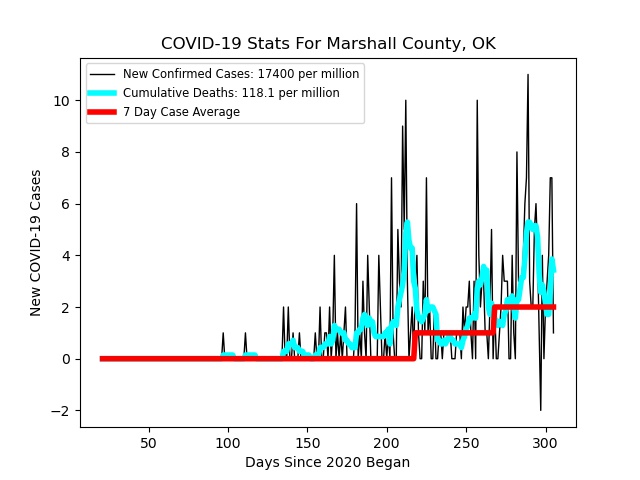 COVID-19 Stats For Marshall County, OK
New Confirmed Cases: 17400 per million
Cumulative Deaths: 118.1 per million
7 Day Case Average
New COVID-19 Cases
10
8
6
4
2
0
−2
50 100 150 200 250 300
Days Since 2020 Began